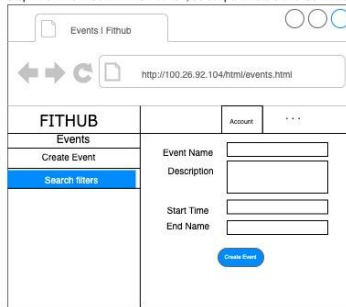 Events I Fithub
http://100.26.92.104/html/events.html
FITHUB
Account
. . .
Events
Create Event
Search filters
Event Name
Description
Start Time
End Name
Create Event